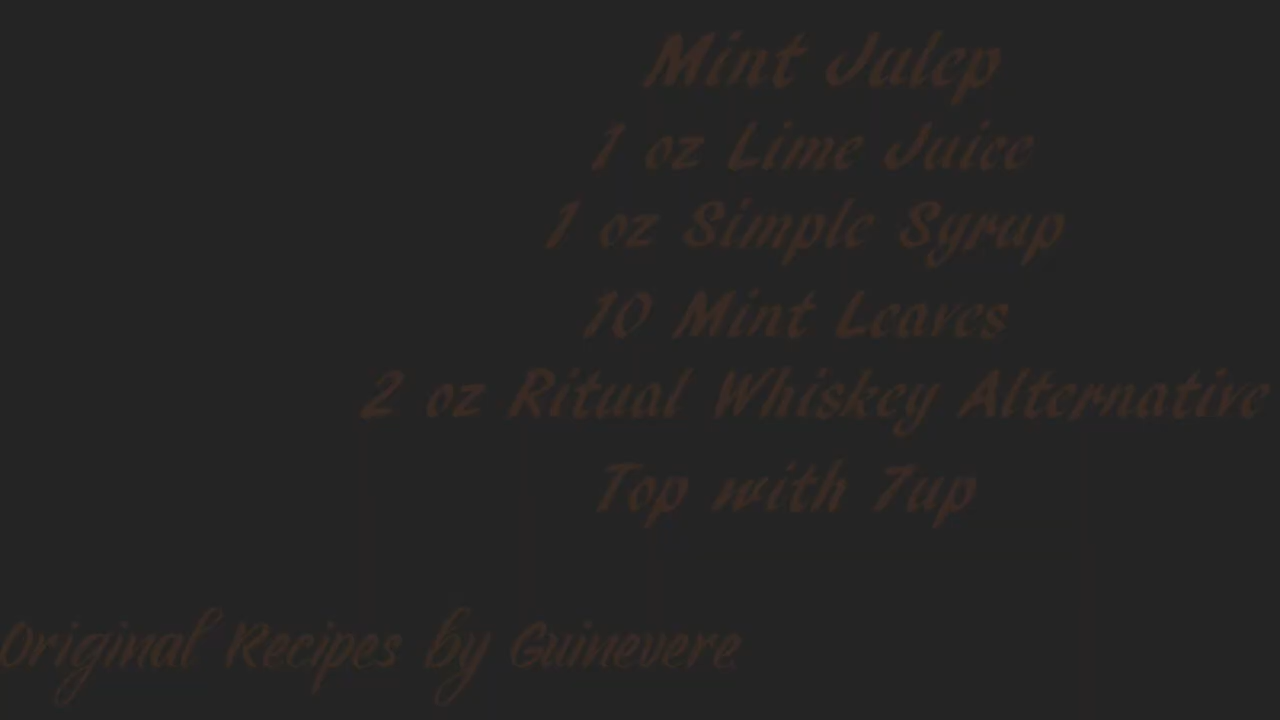 Mint Julep
1 oz Lime Juice
1 oz Simple Syrup
10 Mint Leaves
2 oz Ritual Whiskey Alternative
Top with 7up
Original Recipes by Guinevere